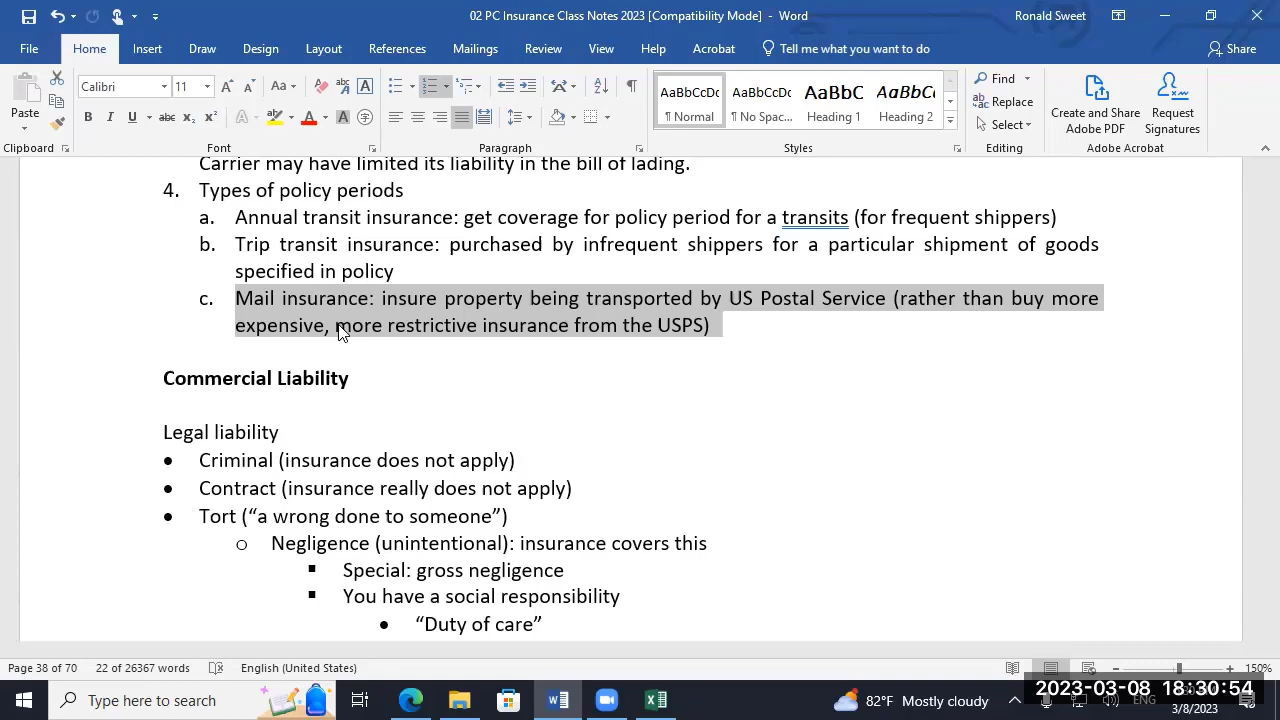 02 PC Insurance Class Notes 2023 [Compatibility Mode] - Word
Ronald Sweet
File Home Insert Draw Design Layout References Mailings Review View Help Acrobat Tell me what you want to do Share
Paste
Calibri 11
Aa
abc A
B I U abc x₂ x²
A
A
A
AaBbCcDc
¶ Normal
AaBbCcDc
¶ No Spac...
AaBbC
Heading 1
AaBbC
Heading 2
Find
Replace
Select
Create and Share
Adobe PDF
Request
Signatures
Clipboard Font Paragraph Styles Editing Adobe Acrobat
Carrier may have limited its liability in the bill of lading.
4. Types of policy periods
a. Annual transit insurance: get coverage for policy period for a transits (for frequent shippers)
b. Trip transit insurance: purchased by infrequent shippers for a particular shipment of goods
specified in policy
c. Mail insurance: insure property being transported by US Postal Service (rather than buy more
expensive, more restrictive insurance from the USPS)
Commercial Liability
Legal liability
• Criminal (insurance does not apply)
• Contract (insurance really does not apply)
• Tort (“a wrong done to someone”)
o Negligence (unintentional): insurance covers this
▪ Special: gross negligence
▪ You have a social responsibility
• “Duty of care”
Page 38 of 70 22 of 26367 words English (United States) 150%
Type here to search
82°F Mostly cloudy
ENG
2023-03-08 18:30:54
3/8/2023